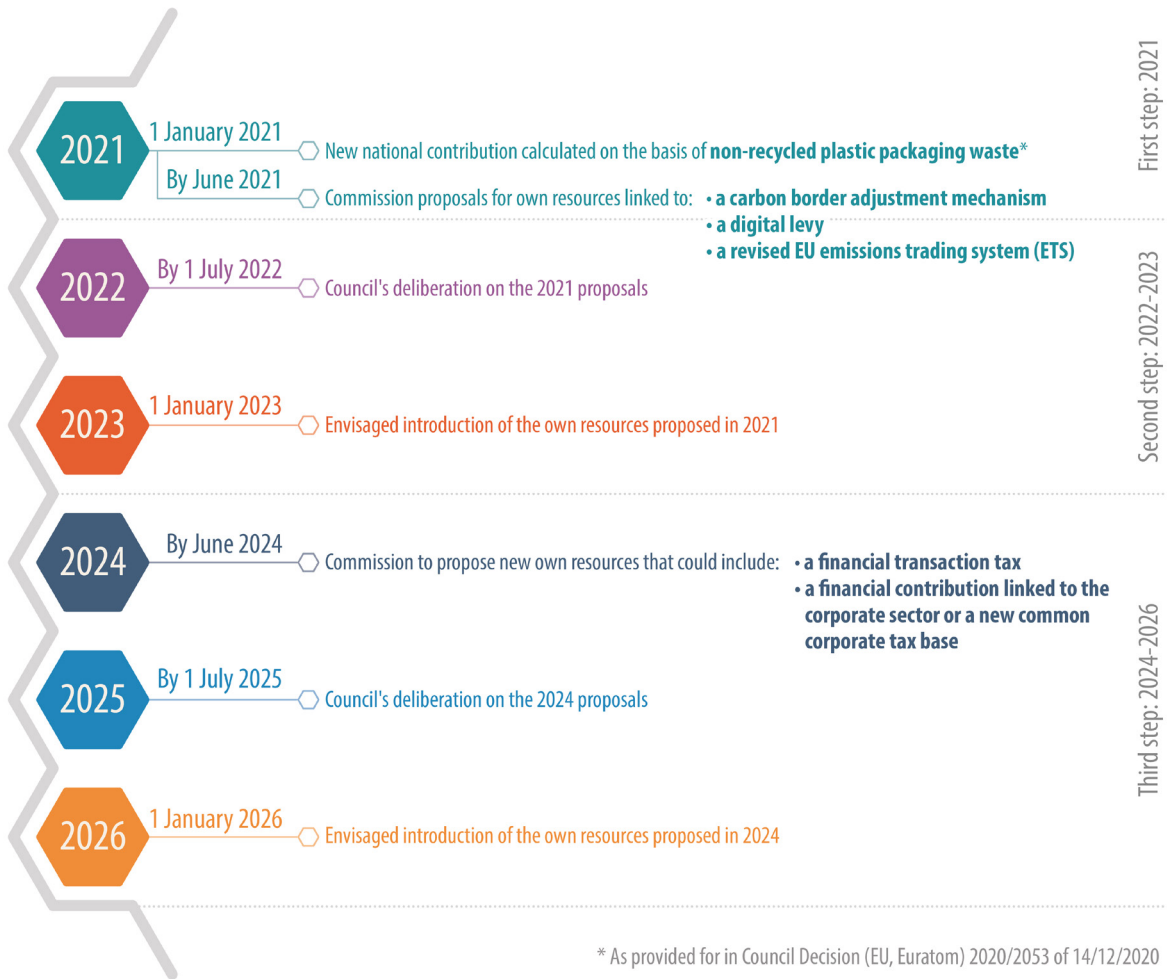 First step: 2021
2021
1 January 2021
New national contribution calculated on the basis of non-recycled plastic packaging waste*
By June 2021
Commission proposals for own resources linked to: • a carbon border adjustment mechanism
• a digital levy
• a revised EU emissions trading system (ETS)
Second step: 2022-2023
2022
By 1 July 2022
Council's deliberation on the 2021 proposals
2023
1 January 2023
Envisaged introduction of the own resources proposed in 2021
Third step: 2024-2026
2024
By June 2024
Commission to propose new own resources that could include: • a financial transaction tax
• a financial contribution linked to the
corporate sector or a new common
corporate tax base
2025
By 1 July 2025
Council's deliberation on the 2024 proposals
2026
1 January 2026
Envisaged introduction of the own resources proposed in 2024
* As provided for in Council Decision (EU, Euratom) 2020/2053 of 14/12/2020